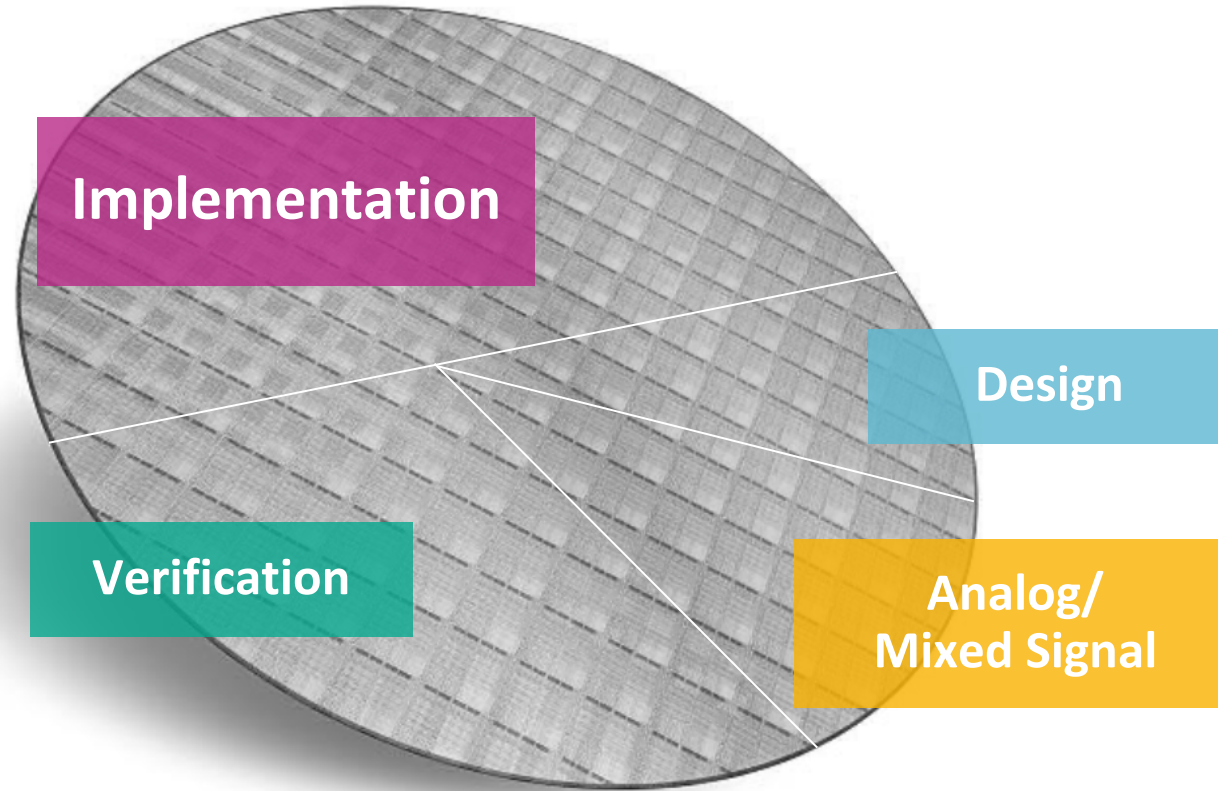 Implementation
Design
Verification
Analog/
Mixed Signal